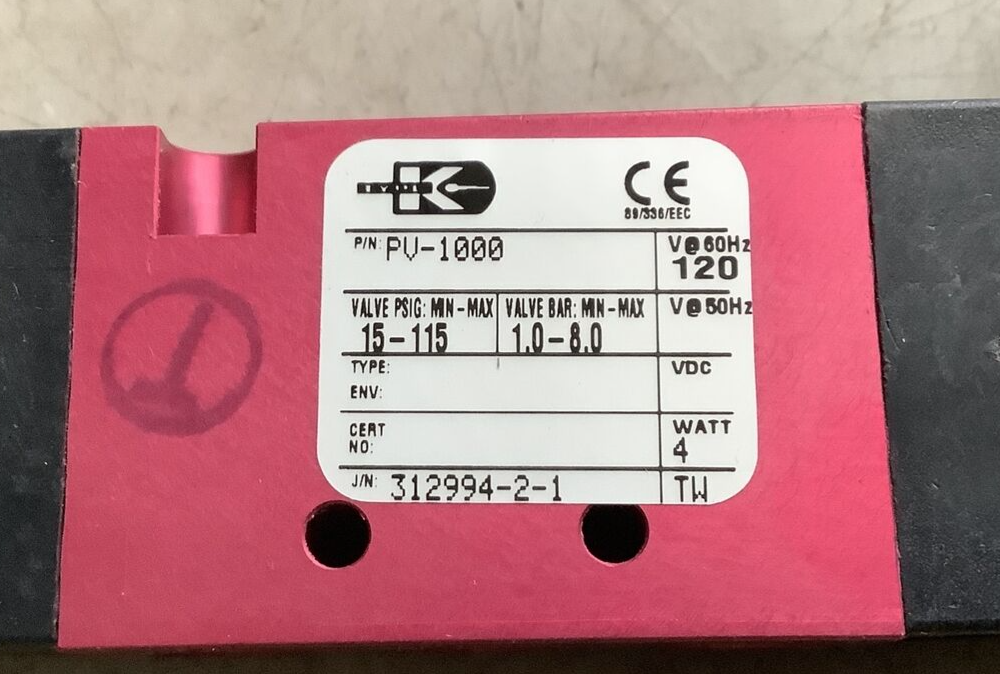 K
CE
89/336/EEC
P/N: PV-1000
V@60Hz
120
VALVE PSIG: MIN-MAX
15-115
VALVE BAR: MIN-MAX
1.0-8.0
V@50Hz
TYPE:
ENV:
VDC
CERT
NO:
WATT
4
J/N: 312994-2-1
TW